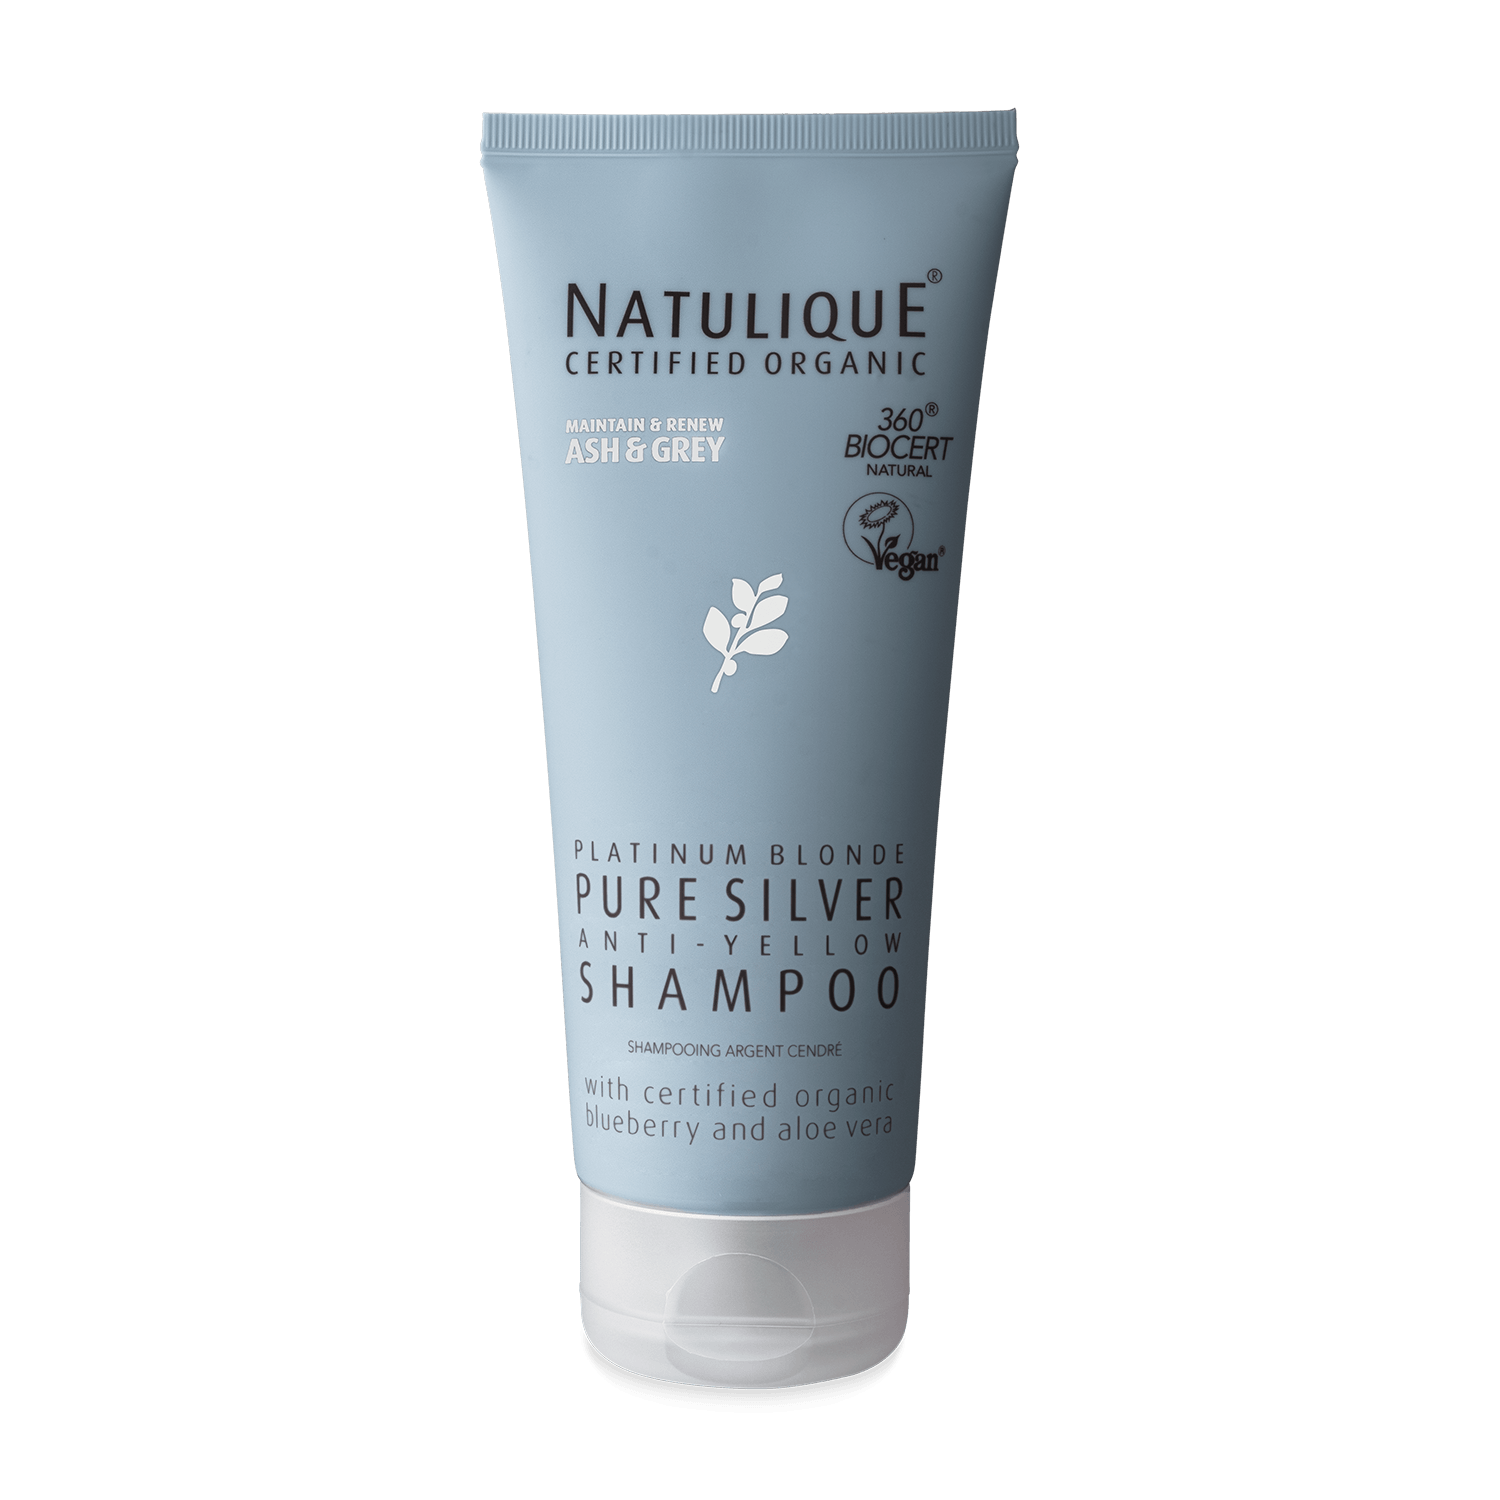 NATULIQUE®
CERTIFIED ORGANIC
MAINTAIN & RENEW
ASH & GREY
360®
BIOCERT
NATURAL
Vegan®
PLATINUM BLONDE
PURE SILVER
ANTI-YELLOW
SHAMPOO
SHAMPOOING ARGENT CENDRÉ
with certified organic
blueberry and aloe vera